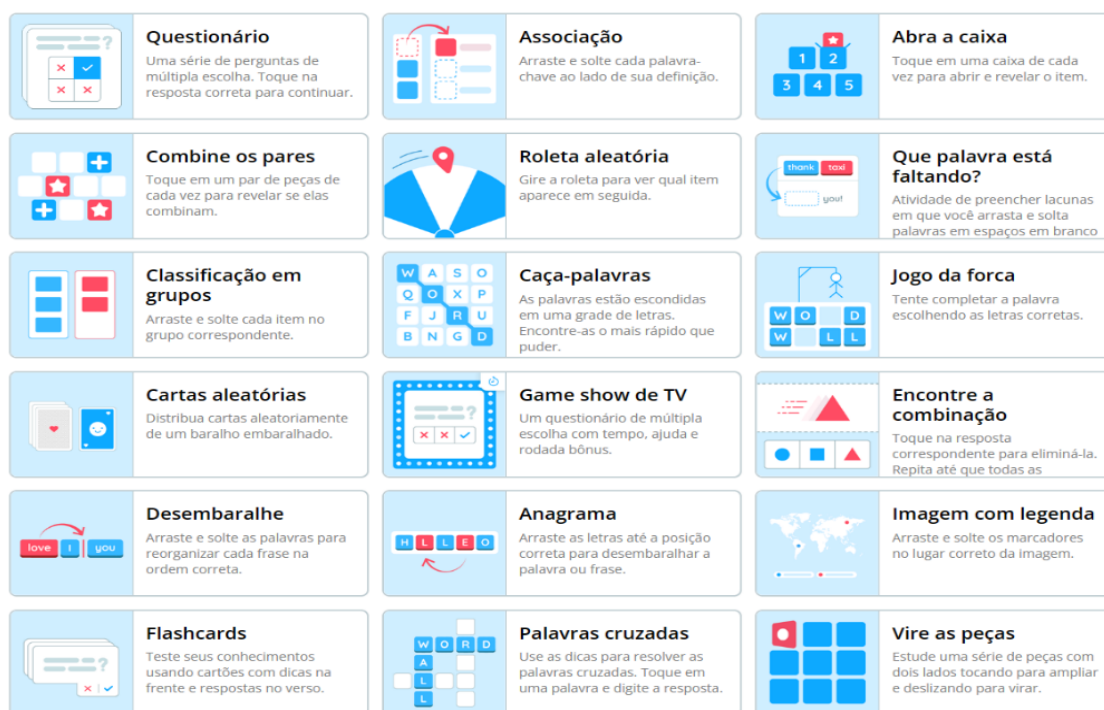 Questionário
Uma série de perguntas de
múltipla escolha. Toque na
resposta correta para continuar.
Associação
Arraste e solte cada palavra-
chave ao lado de sua definição.
Abra a caixa
Toque em uma caixa de cada
vez para abrir e revelar o item.
1 2
3 4 5
Combine os pares
Toque em um par de peças de
cada vez para revelar se elas
combinam.
Roleta aleatória
Gire a roleta para ver qual item
aparece em seguida.
thank taxi
you!
Que palavra está
faltando?
Atividade de preencher lacunas
em que você arrasta e solta
palavras em espaços em branco
Classificação em
grupos
Arraste e solte cada item no
grupo correspondente.
W A S O
Q O X P
F J R U
B N G D
Caça-palavras
As palavras estão escondidas
em uma grade de letras.
Encontre-as o mais rápido que
puder.
W O D
W L L
Jogo da forca
Tente completar a palavra
escolhendo as letras corretas.
Cartas aleatórias
Distribua cartas aleatoriamente
de um baralho embaralhado.
?
Game show de TV
Um questionário de múltipla
escolha com tempo, ajuda e
rodada bônus.
Encontre a
combinação
Toque na resposta
correspondente para eliminá-la.
Repita até que todas as
love I you
Desembaralhe
Arraste e solte as palavras para
reorganizar cada frase na
ordem correta.
H L L E O
Anagrama
Arraste as letras até a posição
correta para desembaralhar a
palavra ou frase.
Imagem com legenda
Arraste e solte os marcadores
no lugar correto da imagem.
?
Flashcards
Teste seus conhecimentos
usando cartões com dicas na
frente e respostas no verso.
W O R D
A
L
L
Palavras cruzadas
Use as dicas para resolver as
palavras cruzadas. Toque em
uma palavra e digite a resposta.
Vire as peças
Estude uma série de peças com
dois lados tocando para ampliar
e deslizando para virar.